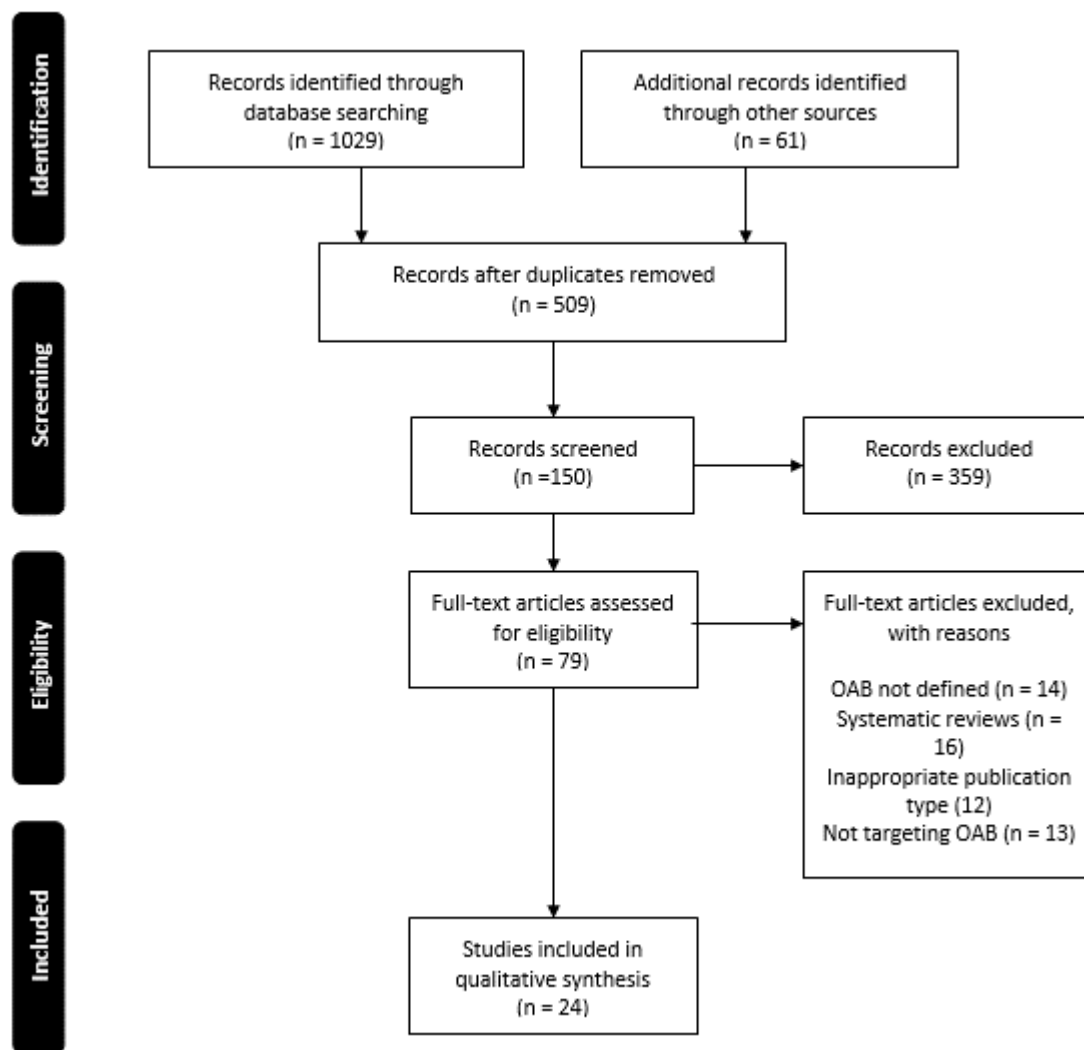 Identification
Records identified through
database searching
(n = 1029)
Additional records identified
through other sources
(n = 61)
Records after duplicates removed
(n = 509)
Screening
Records screened
(n =150)
Records excluded
(n = 359)
Eligibility
Full-text articles assessed
for eligibility
(n = 79)
Full-text articles excluded,
with reasons
OAB not defined (n = 14)
Systematic reviews (n =
16)
Inappropriate publication
type (12)
Not targeting OAB (n = 13)
Included
Studies included in
qualitative synthesis
(n = 24)